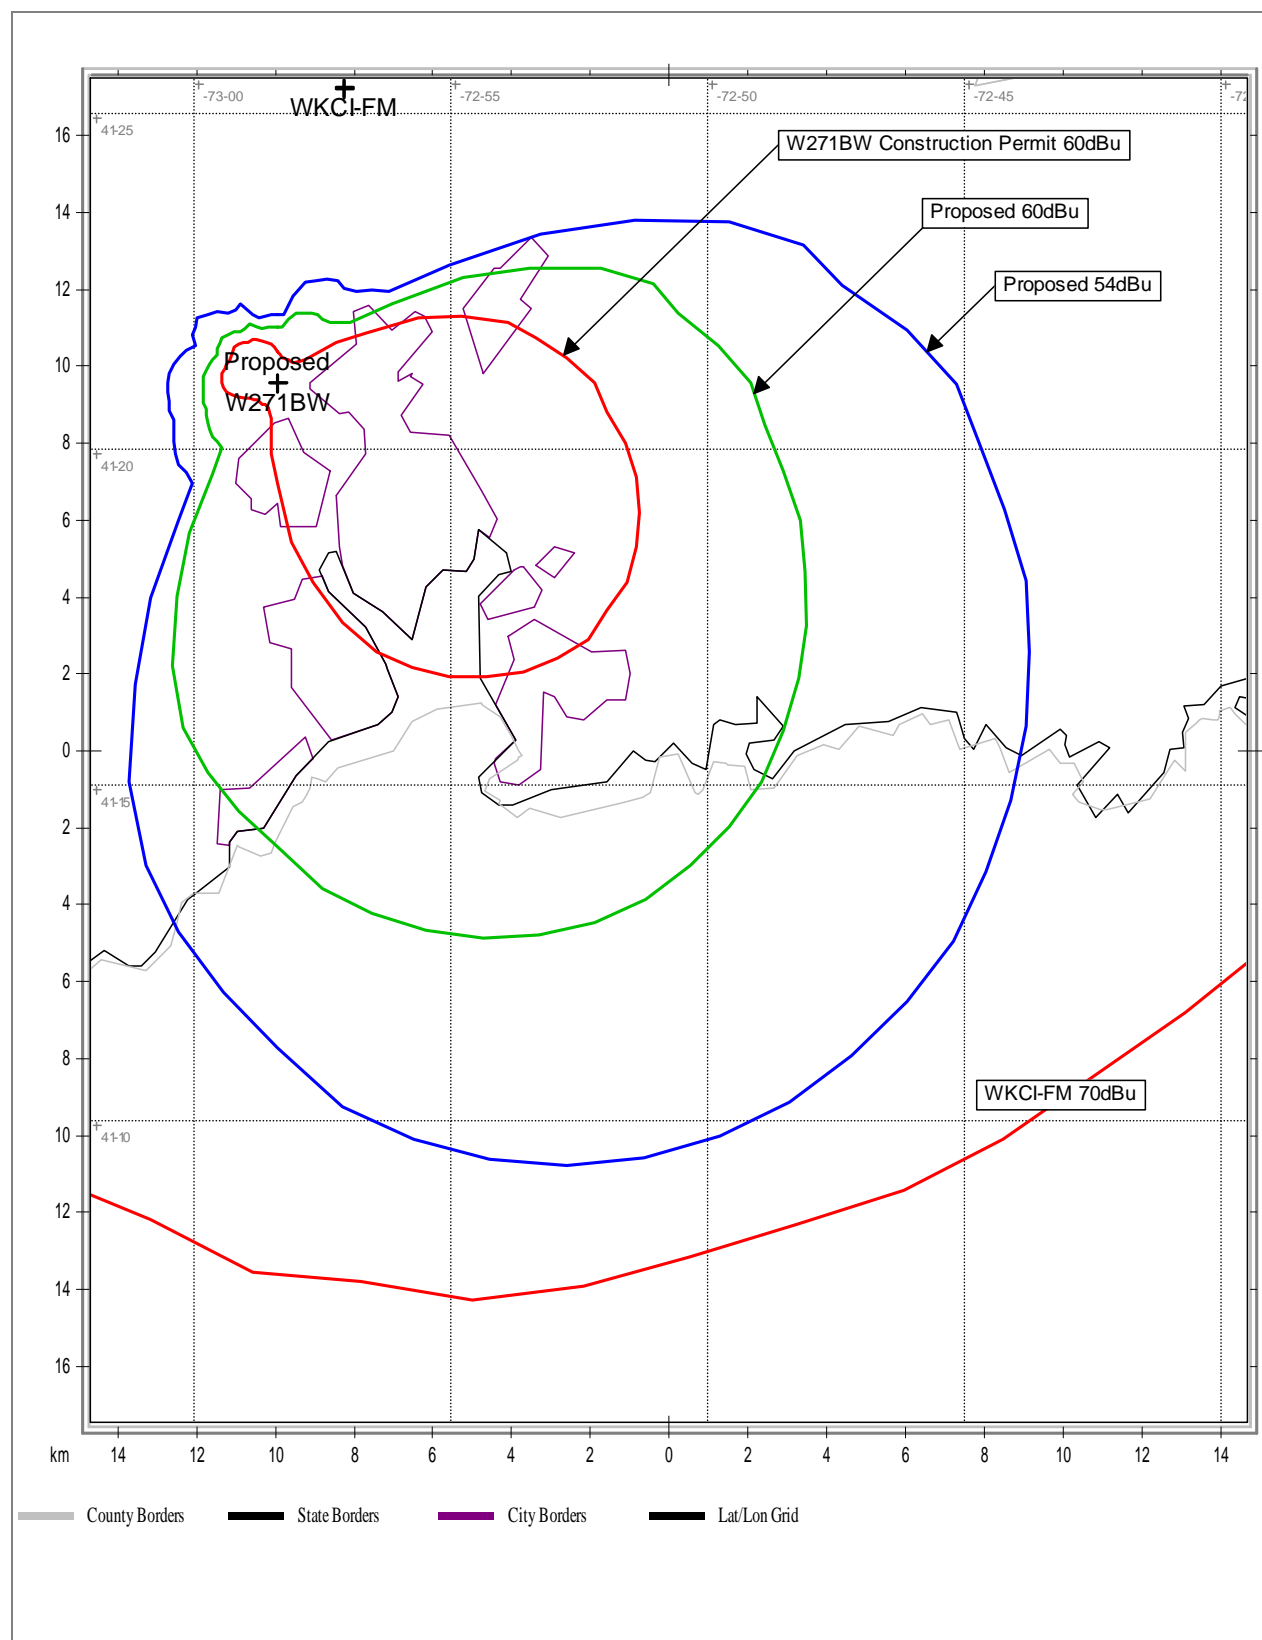 -73-00
-72-55
-72-50
-72-45
-72
WKCI-FM
41-25
W271BW Construction Permit 60dBu
Proposed 60dBu
Proposed 54dBu
Proposed
W271BW
41-20
41-15
WKCI-FM 70dBu
41-10
16
14
12
10
8
6
4
2
0
2
4
6
8
10
12
14
16
km 14 12 10 8 6 4 2 0 2 4 6 8 10 12 14
County Borders State Borders City Borders Lat/Lon Grid